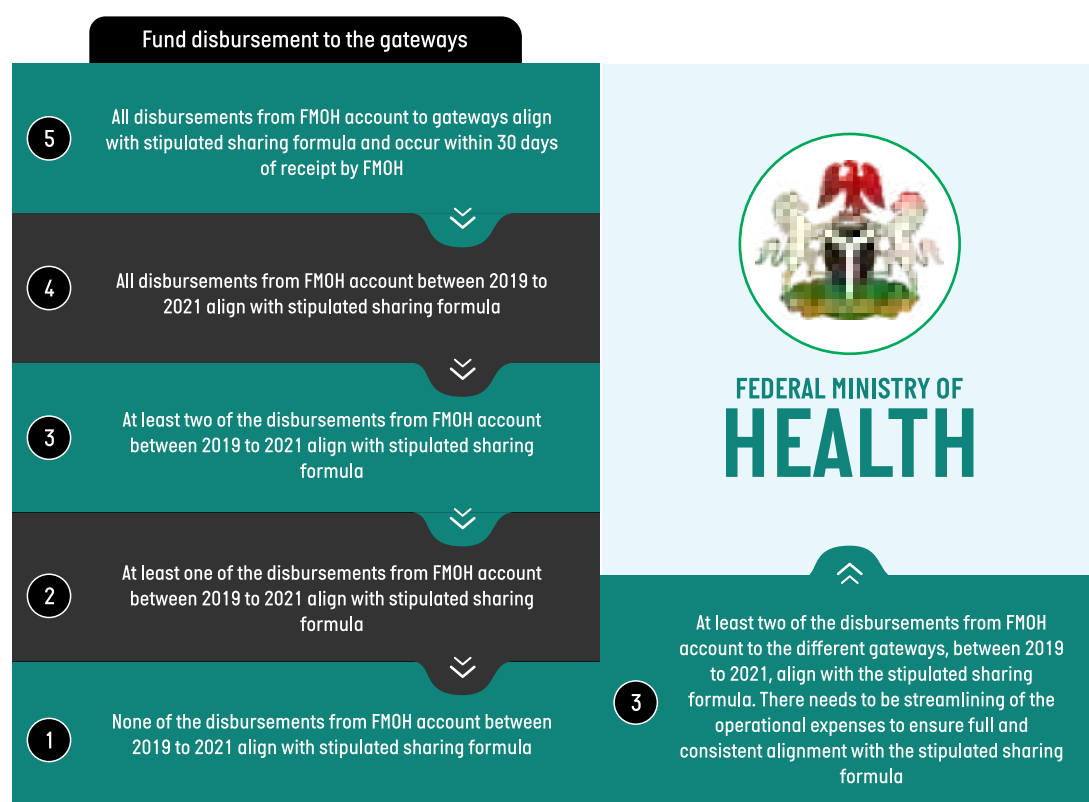 Fund disbursement to the gateways
5
All disbursements from FMOH account to gateways align
with stipulated sharing formula and occur within 30 days
of receipt by FMOH
4
All disbursements from FMOH account between 2019 to
2021 align with stipulated sharing formula
3
At least two of the disbursements from FMOH account
between 2019 to 2021 align with stipulated sharing
formula
2
At least one of the disbursements from FMOH account
between 2019 to 2021 align with stipulated sharing
formula
1
None of the disbursements from FMOH account between
2019 to 2021 align with stipulated sharing formula
FEDERAL MINISTRY OF
HEALTH
3
At least two of the disbursements from FMOH
account to the different gateways, between 2019
to 2021, align with the stipulated sharing
formula. There needs to be streamlining of the
operational expenses to ensure full and
consistent alignment with the stipulated sharing
formula